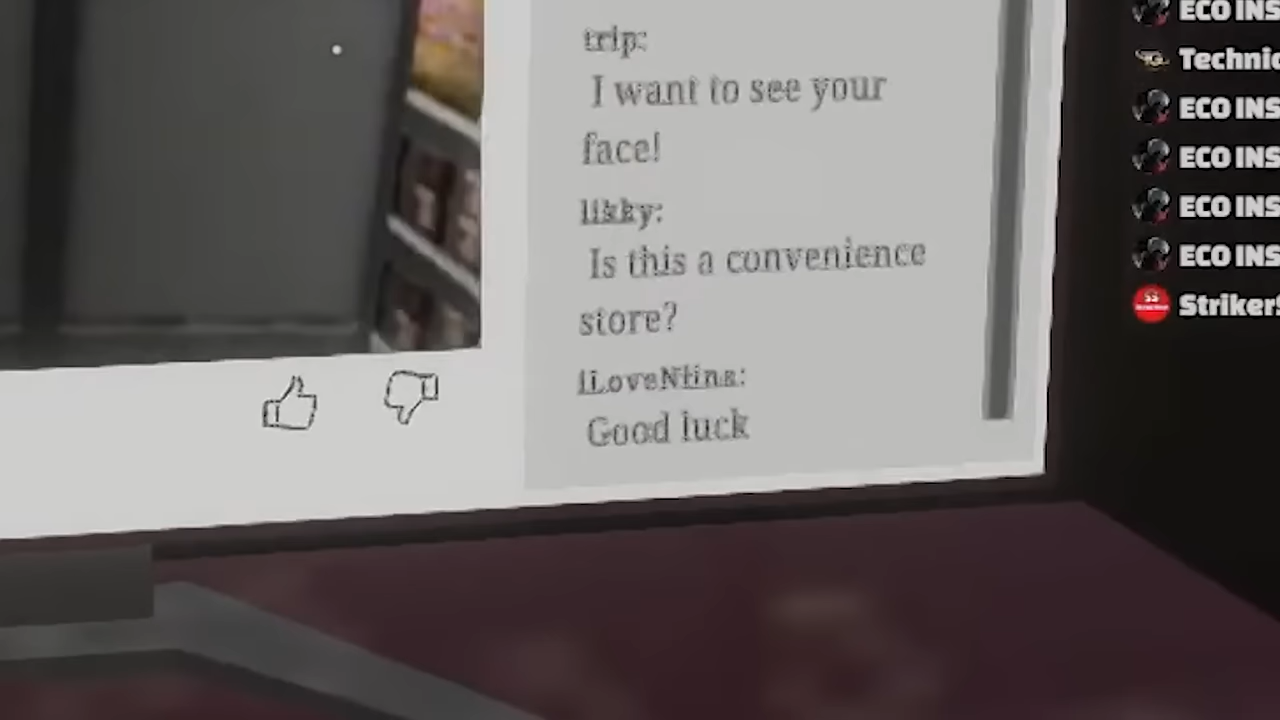 trip:
I want to see your
face!
likky:
Is this a convenience
store?
iLoveNtina:
Good luck
ECO INS
Technic
ECO INS
ECO INS
ECO INS
ECO INS
Striker